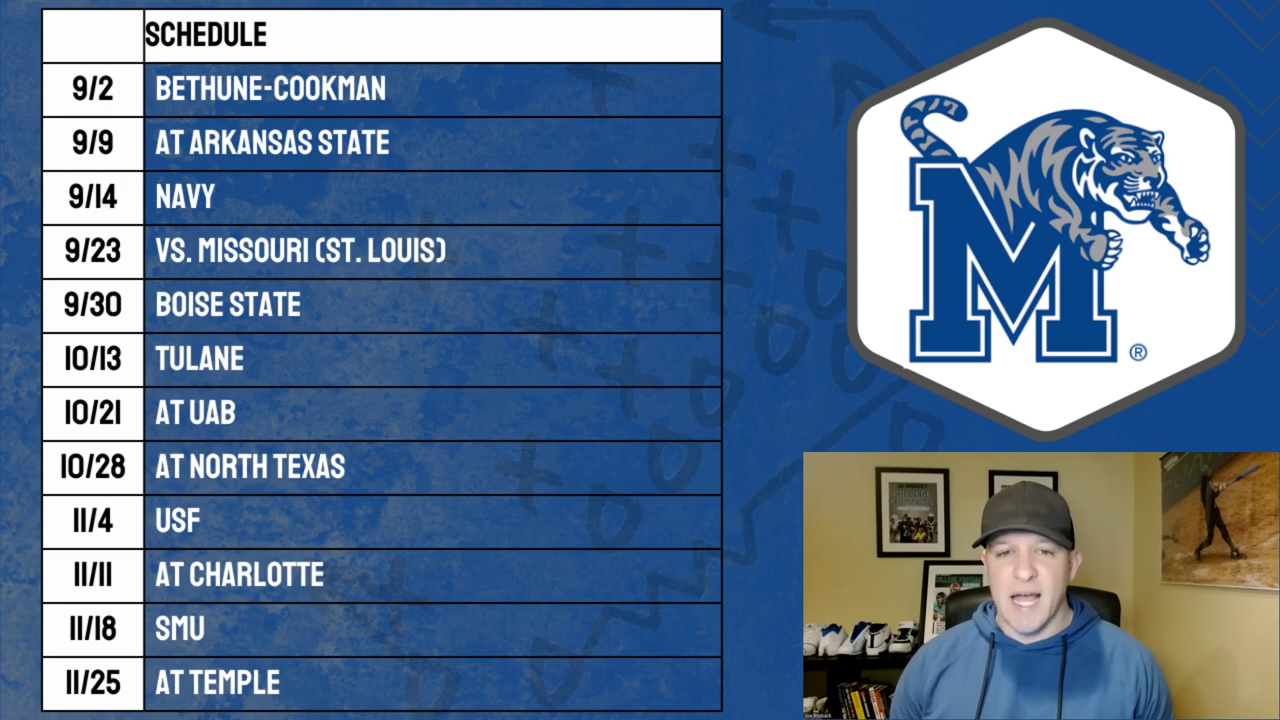 SCHEDULE
9/2 BETHUNE-COOKMAN
9/9 AT ARKANSAS STATE
9/14 NAVY
9/23 VS. MISSOURI (ST. LOUIS)
9/30 BOISE STATE
10/13 TULANE
10/21 AT UAB
10/28 AT NORTH TEXAS
11/4 USF
11/11 AT CHARLOTTE
11/18 SMU
11/25 AT TEMPLE
M
®
COLLEGE